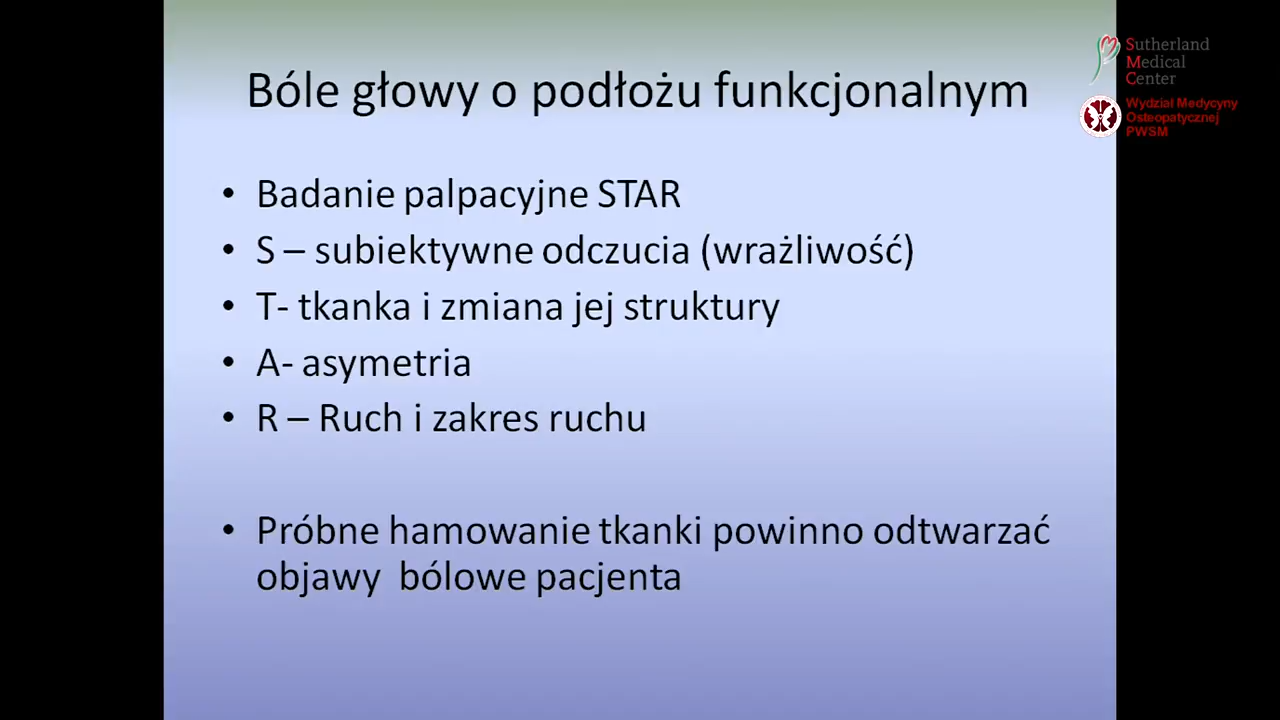 Bóle głowy o podłożu funkcjonalnym
• Badanie palpacyjne STAR
• S – subiektywne odczucia (wrażliwość)
• T- tkanka i zmiana jej struktury
• A- asymetria
• R – Ruch i zakres ruchu
• Próbne hamowanie tkanki powinno odtwarzać
objawy bólowe pacjenta
Sutherland
Medical
Center
Wydział Medycyny
Osteopatycznej
PWSM